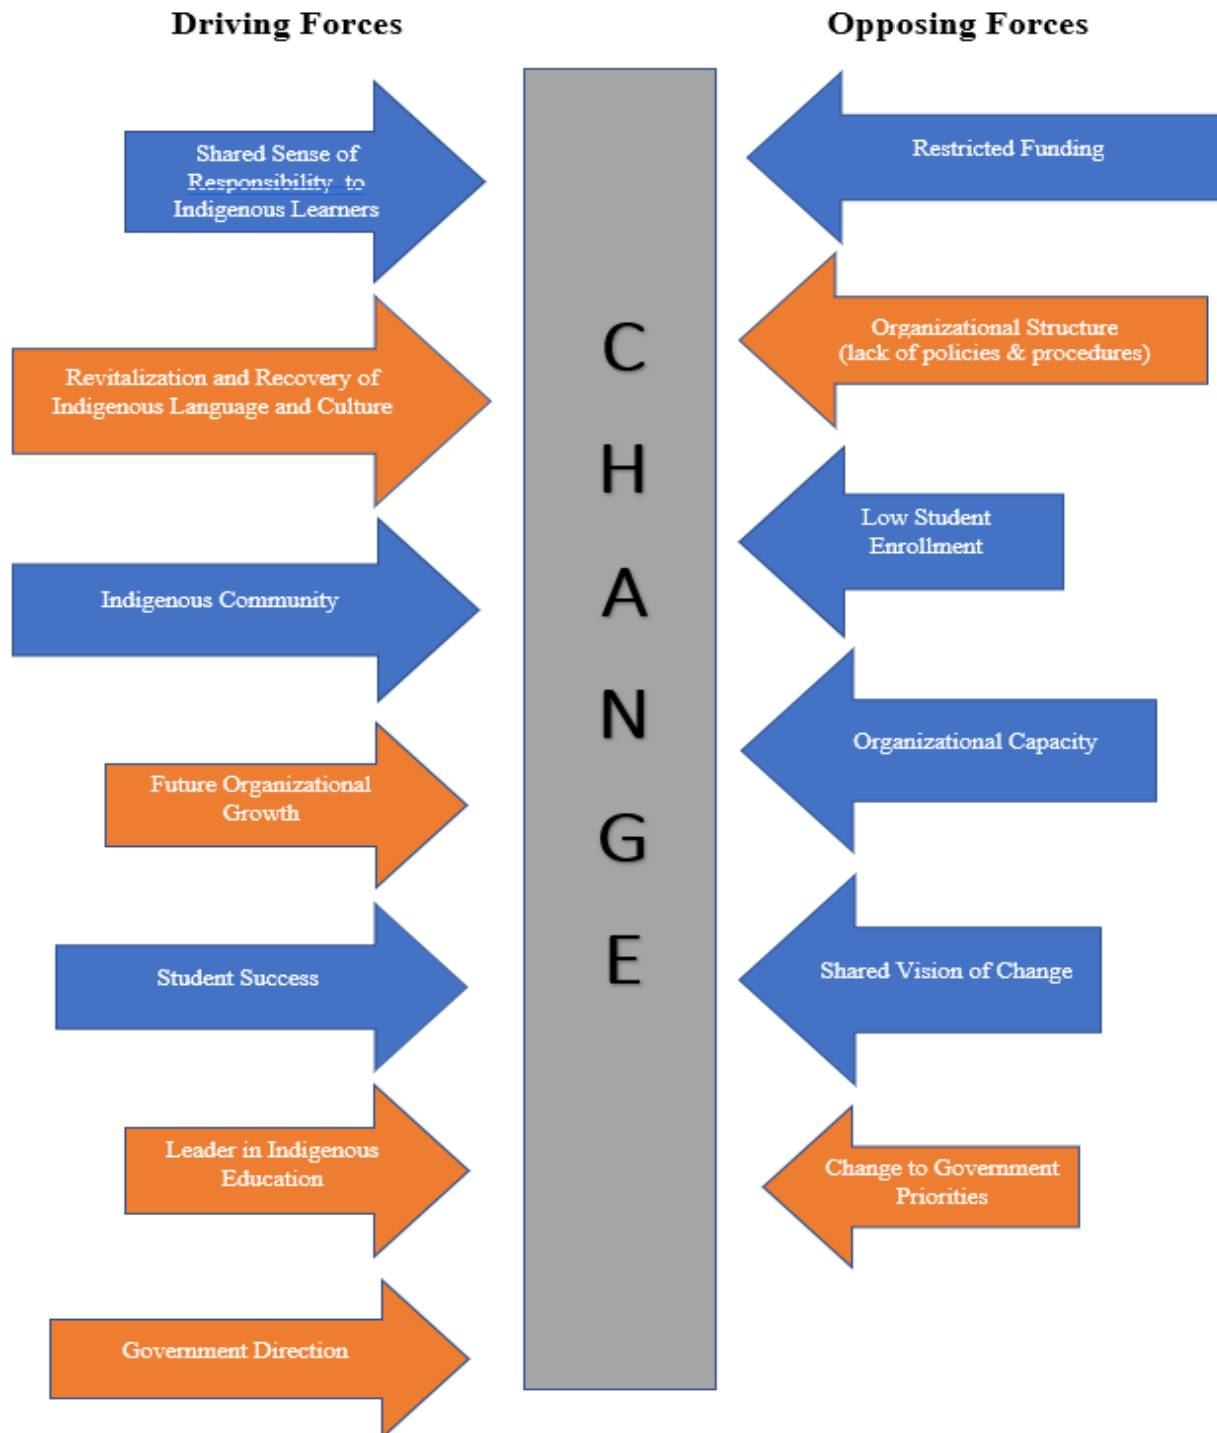 Driving Forces
Opposing Forces
Shared Sense of
Responsibility to
Indigenous Learners
Revitalization and Recovery of
Indigenous Language and Culture
Indigenous Community
Future Organizational
Growth
Student Success
Leader in Indigenous
Education
Government Direction
C
H
A
N
G
E
Restricted Funding
Organizational Structure
(lack of policies & procedures)
Low Student
Enrollment
Organizational Capacity
Shared Vision of Change
Change to Government
Priorities